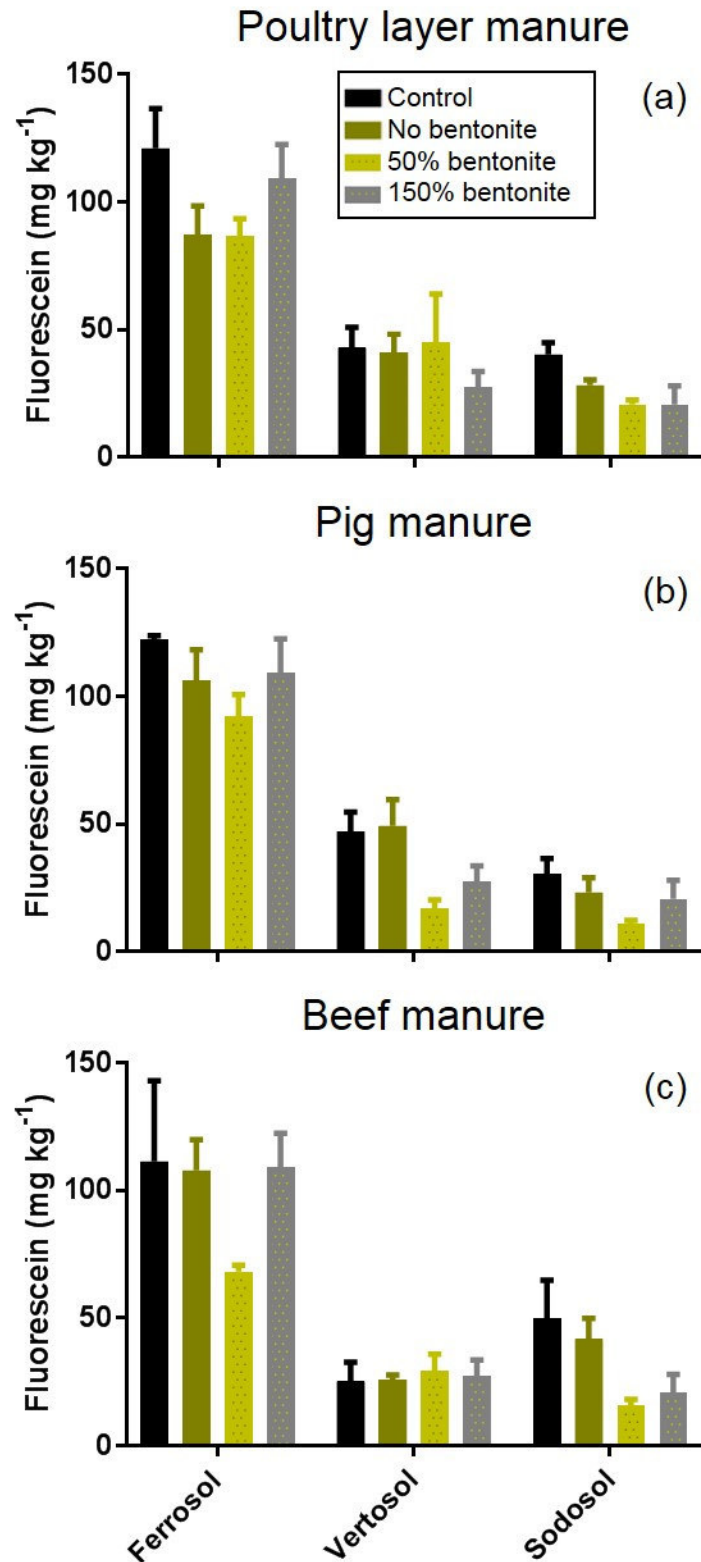 Poultry layer manure
(a)
Control
No bentonite
50% bentonite
150% bentonite
Fluorescein (mg kg⁻¹)
150
100
50
0
Pig manure
(b)
Fluorescein (mg kg⁻¹)
150
100
50
0
Beef manure
(c)
Fluorescein (mg kg⁻¹)
150
100
50
0
Ferrosol
Vertosol
Sodosol